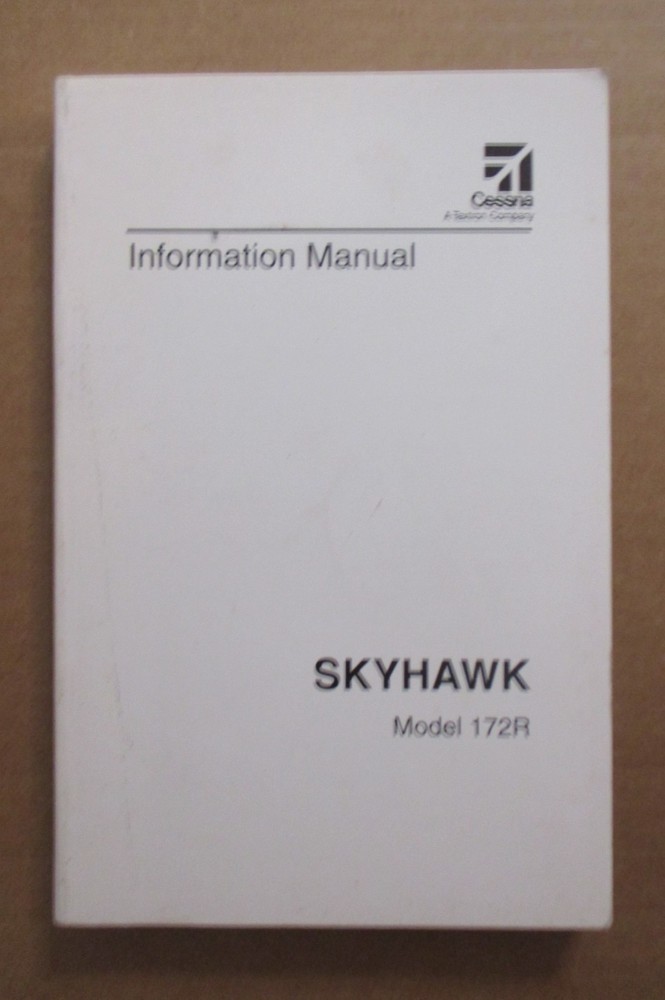 Cessna
A Textron Company
Information Manual
SKYHAWK
Model 172R